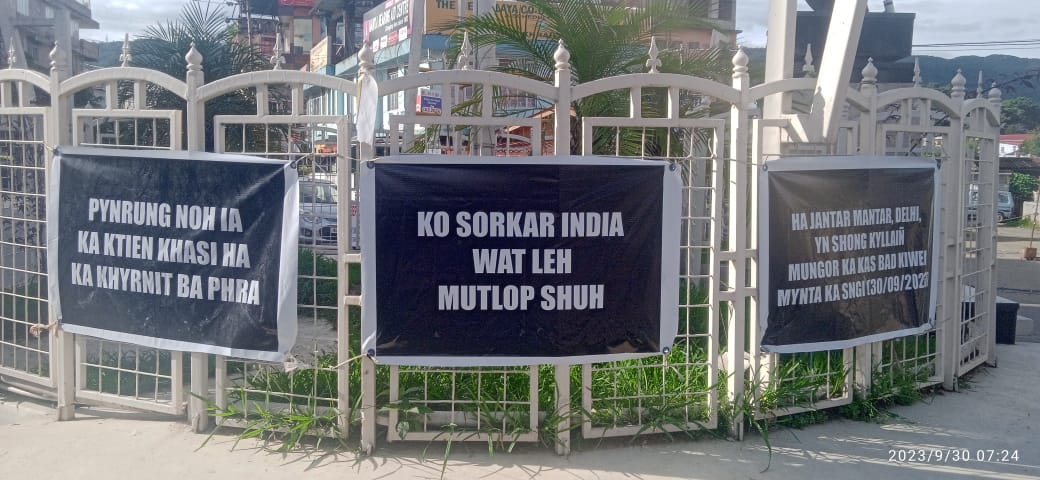 PYNRUNG NOH IA
KA KTIEN KHASI HA
KA KHYRNIT BA PHRA
KO SORKAR INDIA
WAT LEH
MUTLOP SHUH
HA JANTAR MANTAR, DELHI,
YN SHONG KYLLAIÑ
MUNGOR KA KAS BAD KIWEI
MYNTA KA SNGI (30/09/2023
2023/9/30 07:24